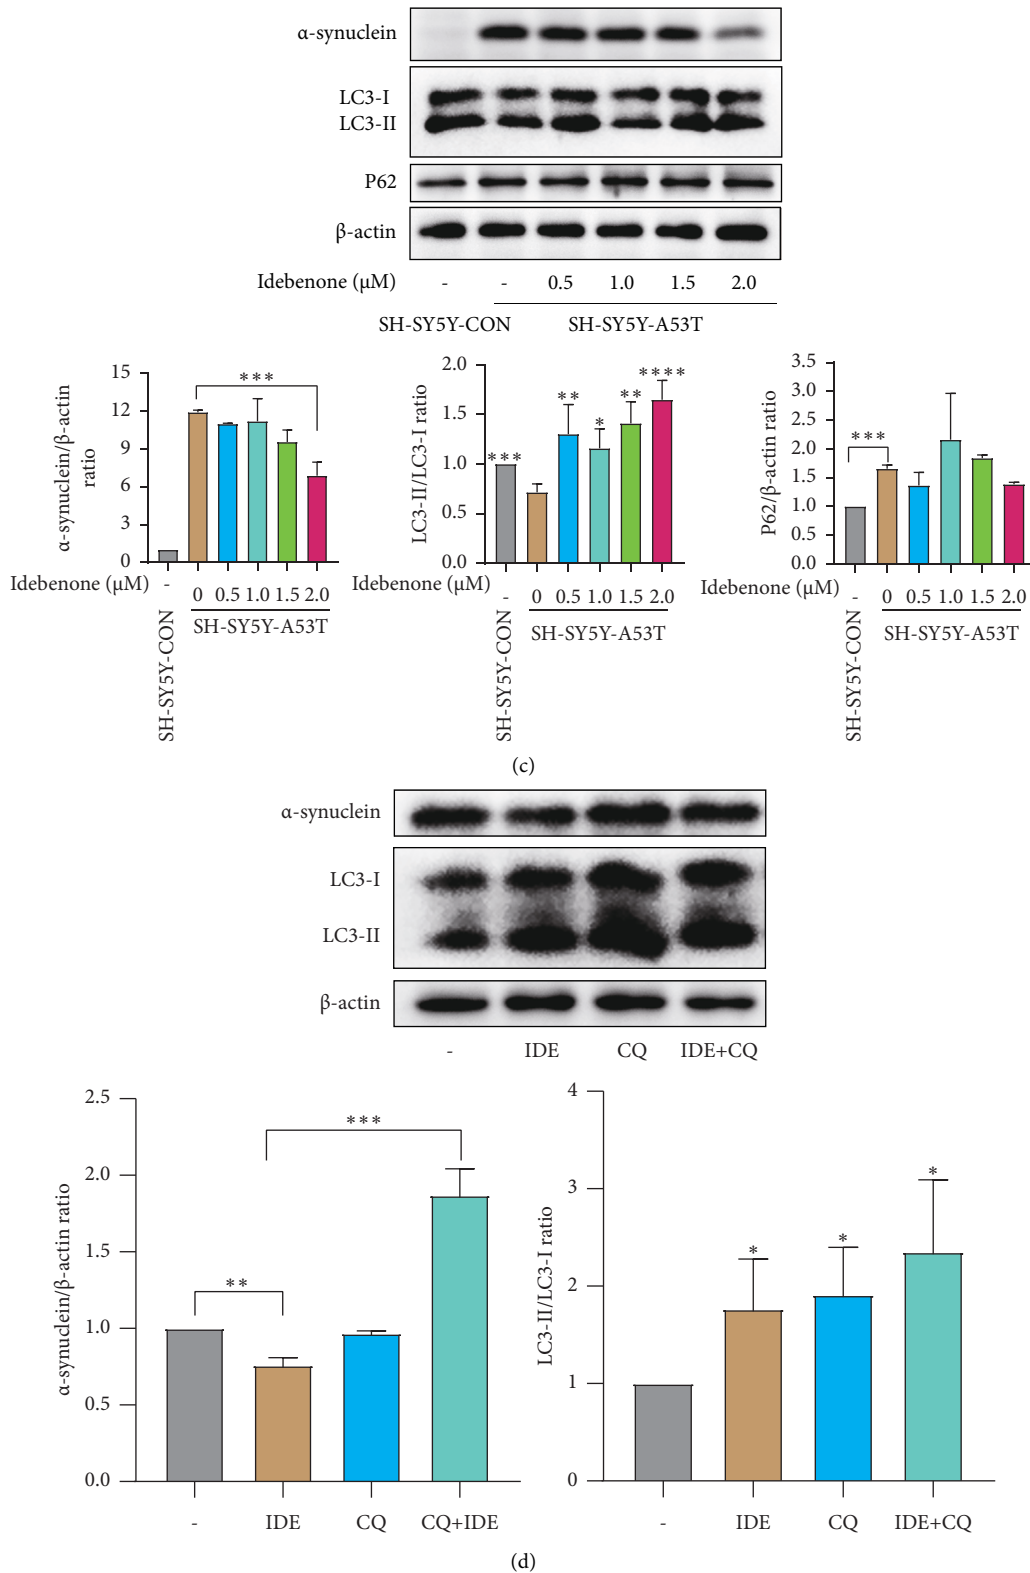 α-synuclein
LC3-I
LC3-II
P62
β-actin
Idebenone (μM) - - 0.5 1.0 1.5 2.0
SH-SY5Y-CON SH-SY5Y-A53T
α-synuclein/β-actin
ratio
15
12
9
6
3
0
***
Idebenone (μM) - 0 0.5 1.0 1.5 2.0
SH-SY5Y-CON
SH-SY5Y-A53T
LC3-II/LC3-I ratio
2.0
1.5
1.0
0.5
0.0
*** ** * ** ****
Idebenone (μM) - 0 0.5 1.0 1.5 2.0
SH-SY5Y-CON
SH-SY5Y-A53T
P62/β-actin ratio
3.5
3.0
2.5
2.0
1.5
1.0
0.5
0.0
***
Idebenone (μM) - 0 0.5 1.0 1.5 2.0
SH-SY5Y-CON
SH-SY5Y-A53T
(c)
α-synuclein
LC3-I
LC3-II
β-actin
- IDE CQ IDE+CQ
α-synuclein/β-actin ratio
2.5
2.0
1.5
1.0
0.5
0.0
**
***
- IDE CQ CQ+IDE
LC3-II/LC3-I ratio
4
3
2
1
0
* * *
- IDE CQ IDE+CQ
(d)